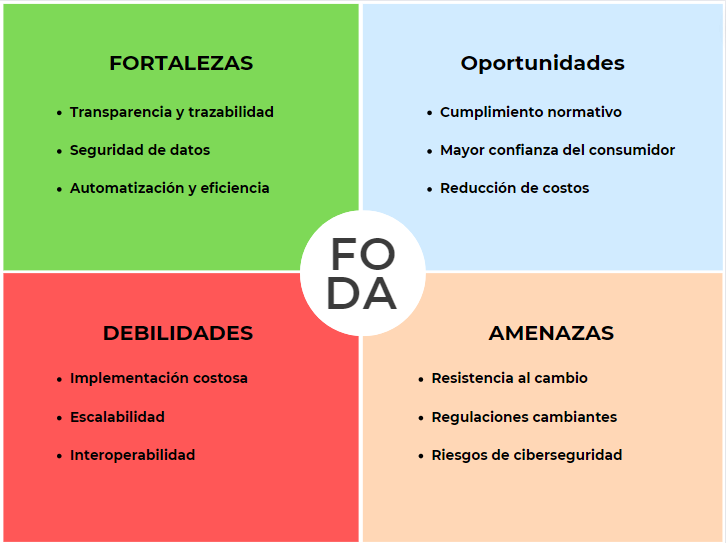 FORTALEZAS
• Transparencia y trazabilidad
• Seguridad de datos
• Automatización y eficiencia
Oportunidades
• Cumplimiento normativo
• Mayor confianza del consumidor
• Reducción de costos
FO
DA
DEBILIDADES
• Implementación costosa
• Escalabilidad
• Interoperabilidad
AMENAZAS
• Resistencia al cambio
• Regulaciones cambiantes
• Riesgos de ciberseguridad